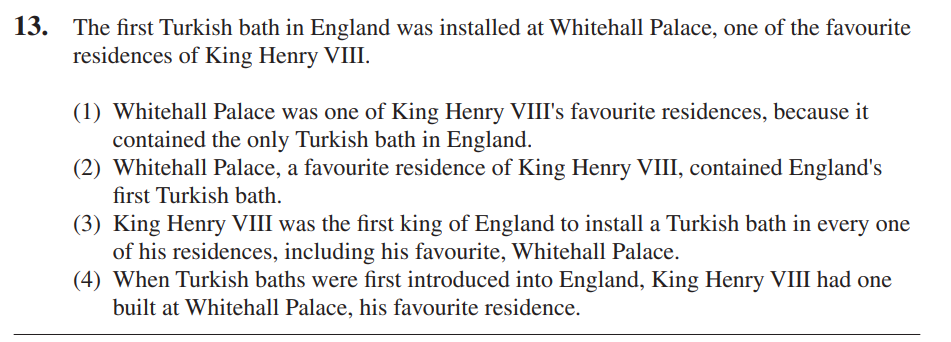 13. The first Turkish bath in England was installed at Whitehall Palace, one of the favourite
residences of King Henry VIII.
(1) Whitehall Palace was one of King Henry VIII's favourite residences, because it
contained the only Turkish bath in England.
(2) Whitehall Palace, a favourite residence of King Henry VIII, contained England's
first Turkish bath.
(3) King Henry VIII was the first king of England to install a Turkish bath in every one
of his residences, including his favourite, Whitehall Palace.
(4) When Turkish baths were first introduced into England, King Henry VIII had one
built at Whitehall Palace, his favourite residence.